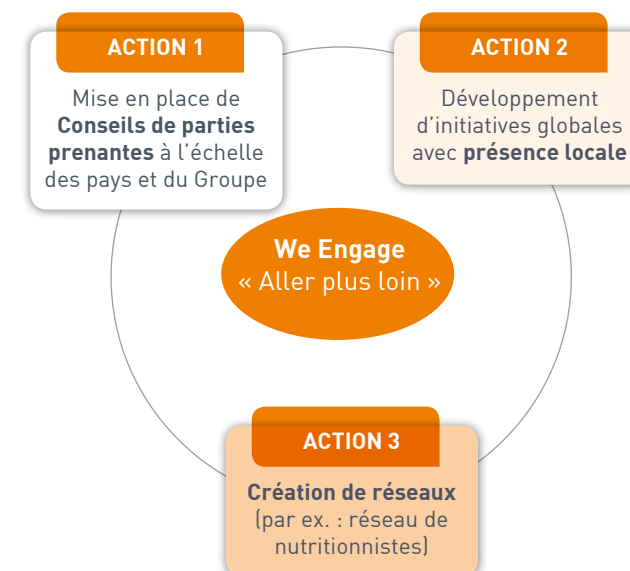 ACTION 1
Mise en place de
Conseils de parties
prenantes à l’échelle
des pays et du Groupe
ACTION 2
Développement
d’initiatives globales
avec présence locale
We Engage
« Aller plus loin »
ACTION 3
Création de réseaux
(par ex. : réseau de
nutritionnistes)